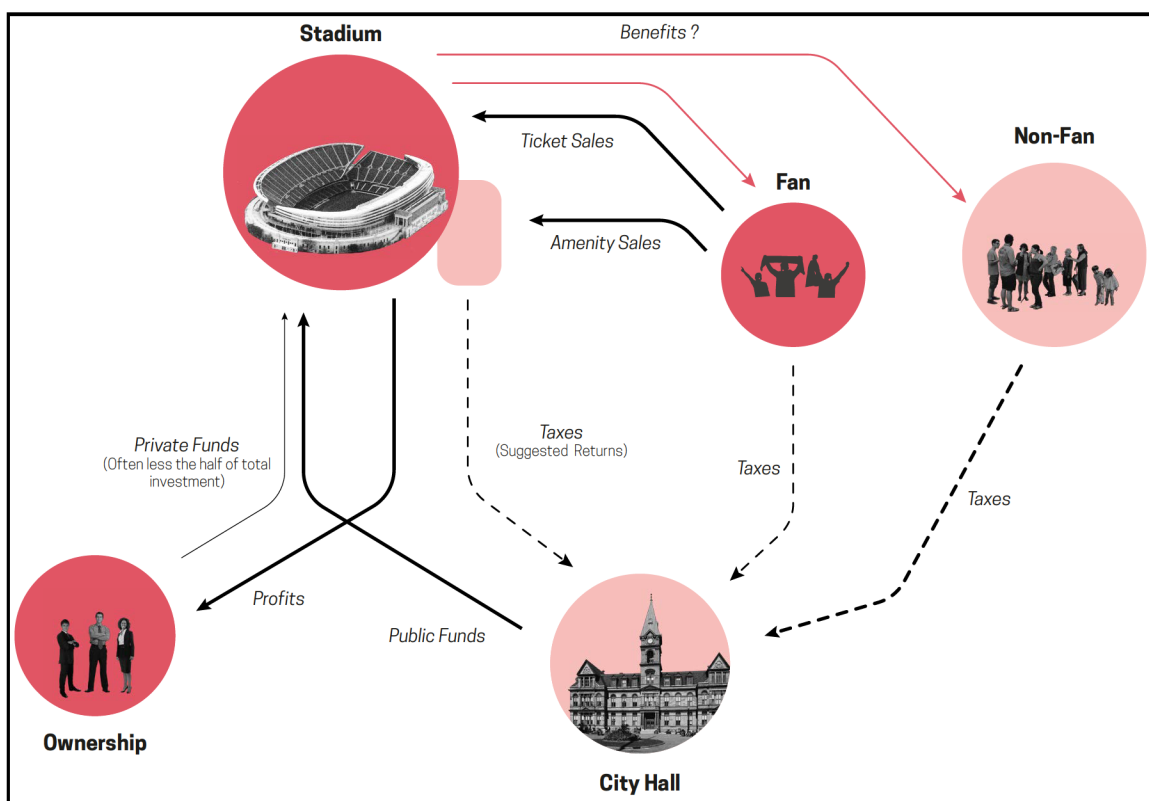 Stadium
Benefits ?
Ticket Sales
Non-Fan
Fan
Amenity Sales
Private Funds
(Often less the half of total
investment)
Taxes
(Suggested Returns)
Taxes
Taxes
Profits
Public Funds
Ownership
City Hall